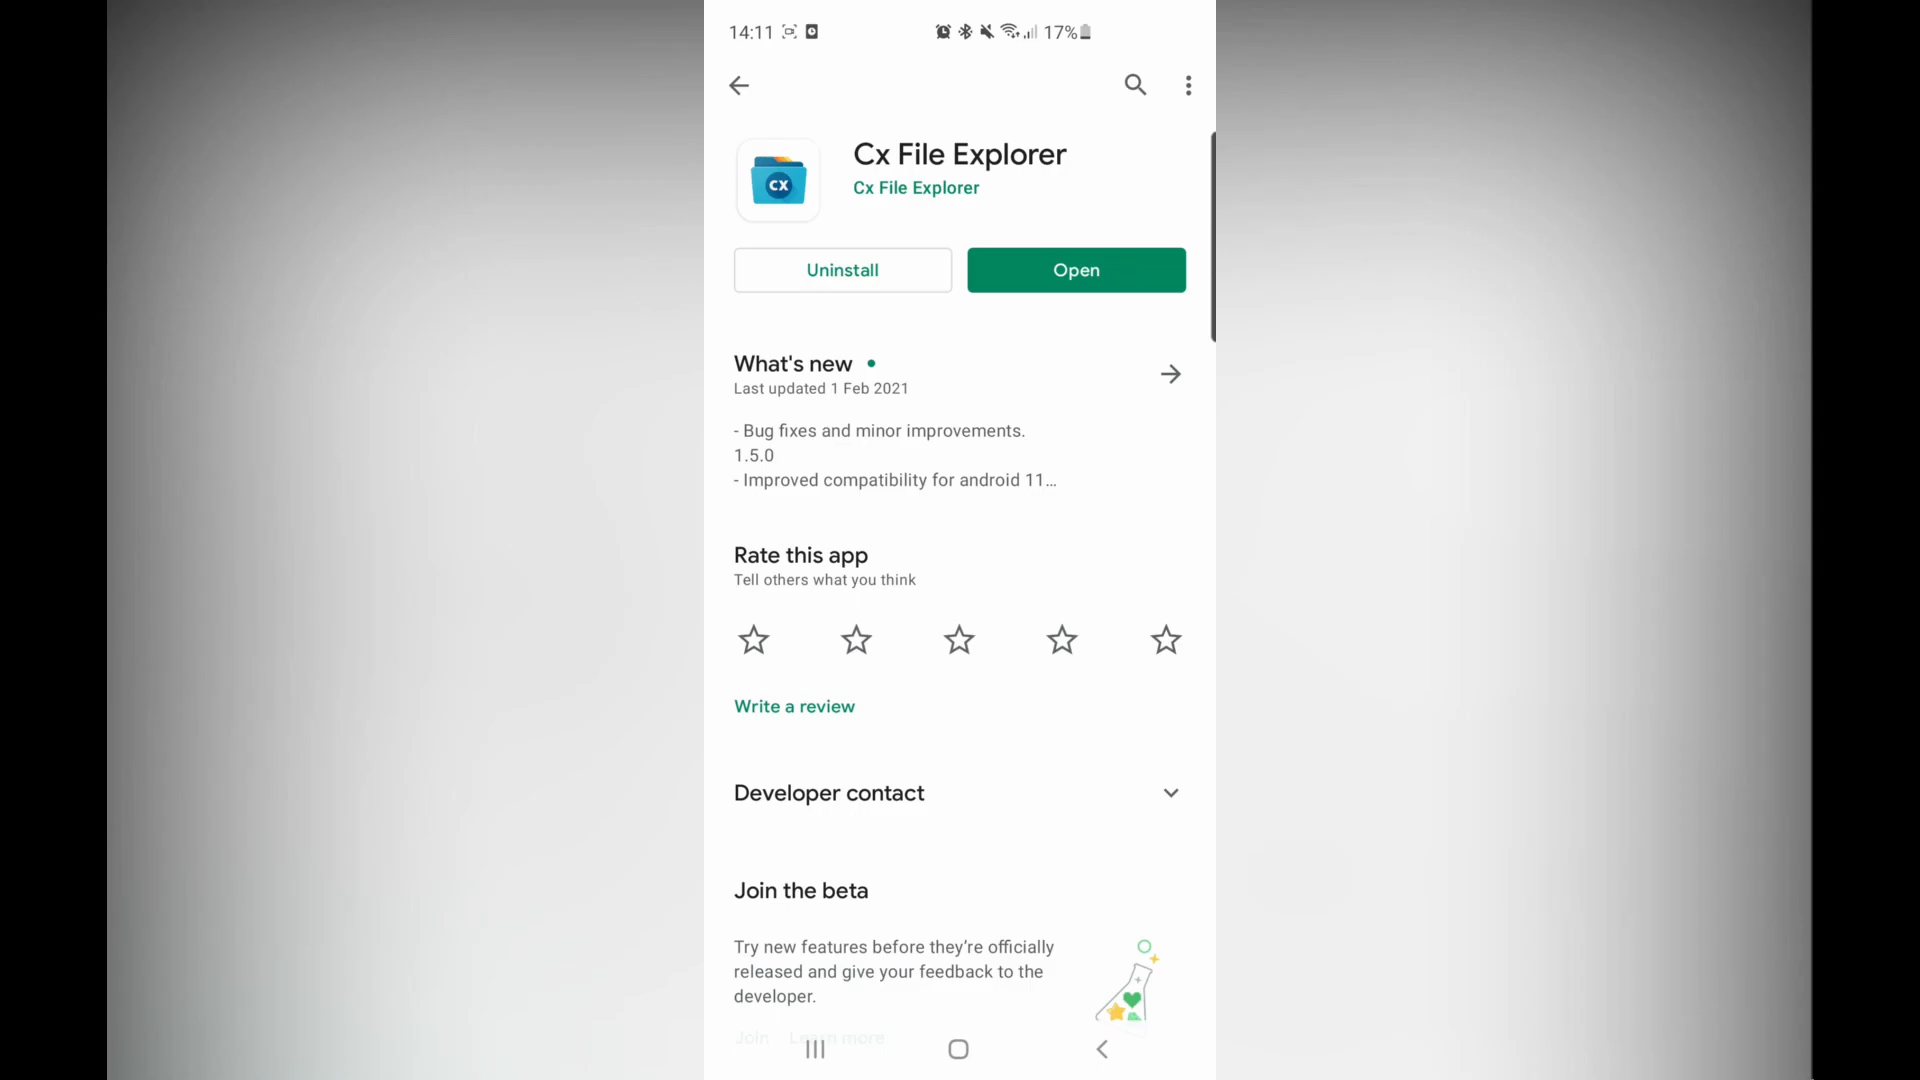 14:11
17%
CX
Cx File Explorer
Cx File Explorer
Uninstall
Open
What's new
Last updated 1 Feb 2021
- Bug fixes and minor improvements.
1.5.0
- Improved compatibility for android 11...
Rate this app
Tell others what you think
Write a review
Developer contact
Join the beta
Try new features before they're officially
released and give your feedback to the
developer.
Join Learn more